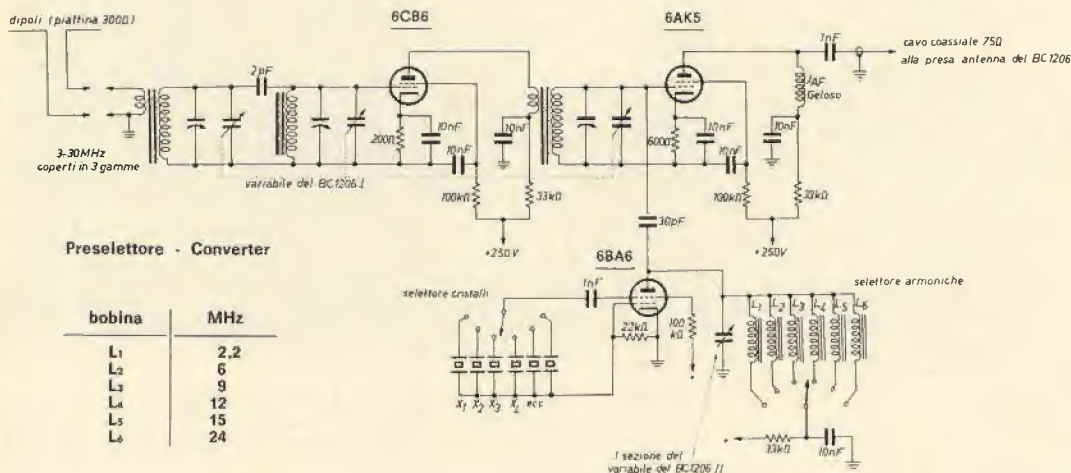 6CB6
6AK5
dipoli (piattina 300Ω)
2pF
1nF
cavo coassiale 75Ω
alla presa antenna del BC1206
JAF
Geloso
200Ω
10nF
10nF
10nF
600Ω
10nF
10nF
10nF
3-30MHz
coperti in 3 gamme
variabile del BC1206 I
100kΩ
33kΩ
100kΩ
33kΩ
+250V
+250V
30pF
Preselettore - Converter
6BA6
selettore cristalli
1nF
22kΩ
100
kΩ
+
selettore armoniche
L1 L2 L3 L4 L5 L6
bobina MHz
L1 2,2
L2 6
L3 9
L4 12
L5 15
L6 24
X1 X2 X3 X4 ecc
+
33kΩ
10nF
1 sezione del
variabile del BC1206 II